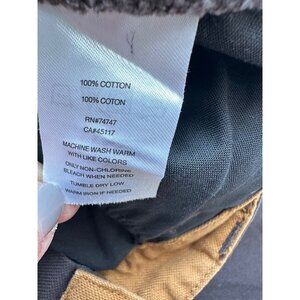 100% COTTON
100% COTON
RN#74747
CA#45117
MACHINE WASH WARM
WITH LIKE COLORS
ONLY NON-CHLORINE
BLEACH WHEN NEEDED
TUMBLE DRY LOW
WARM IRON IF NEEDED